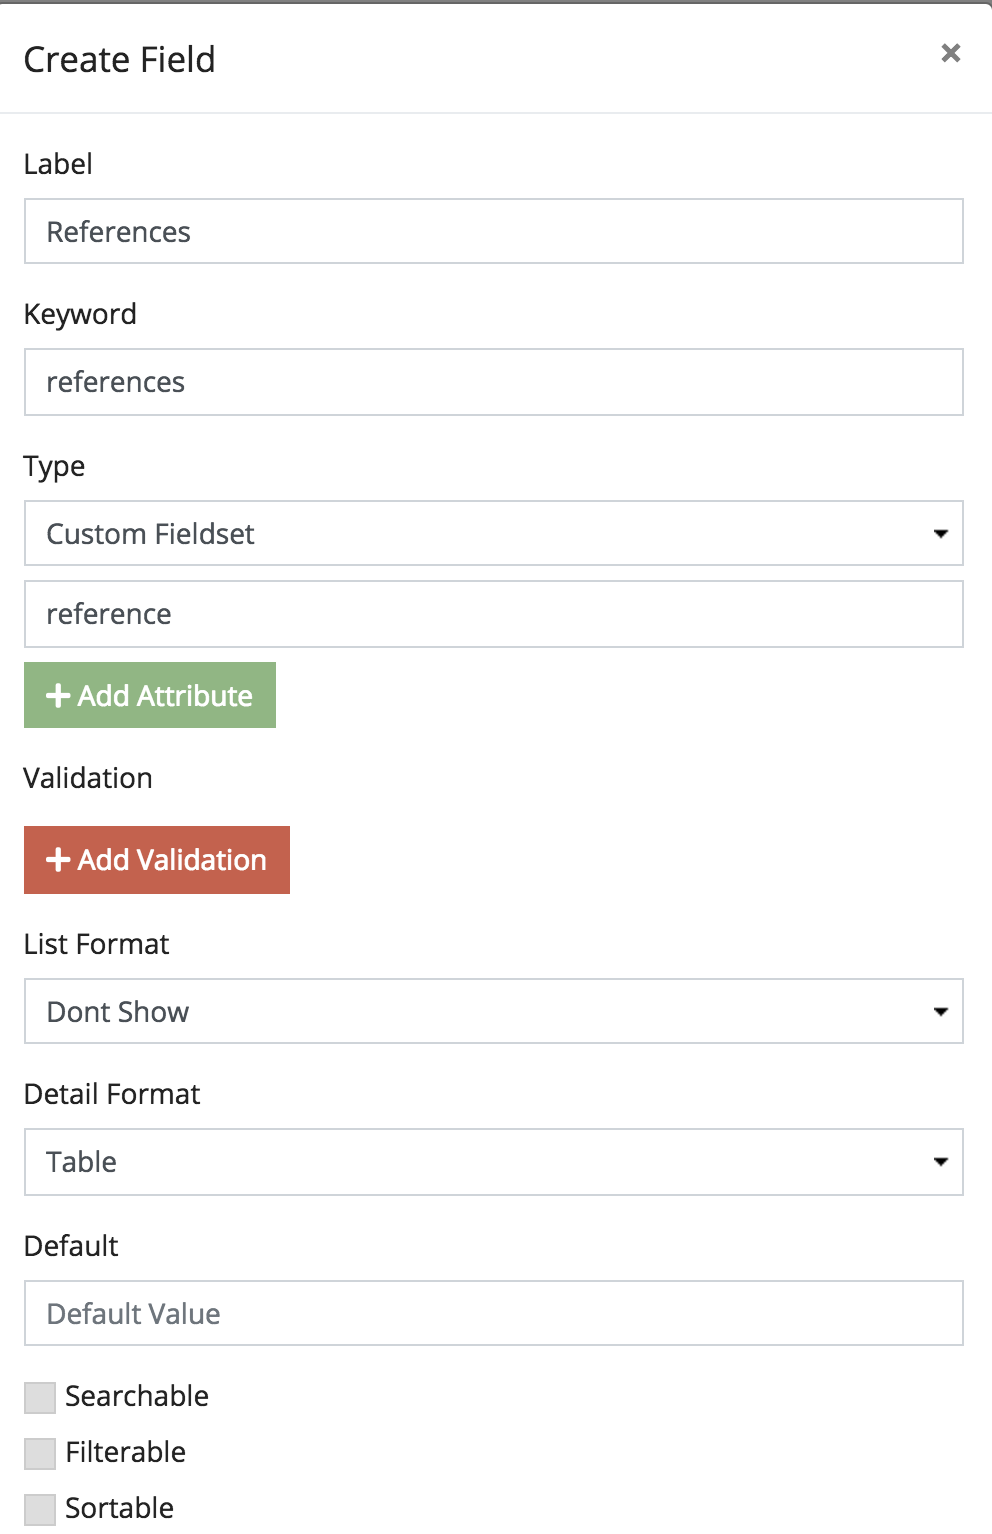 Create Field
×
Label
References
Keyword
references
Type
Custom Fieldset
reference
+ Add Attribute
Validation
+ Add Validation
List Format
Dont Show
Detail Format
Table
Default
Default Value
Searchable
Filterable
Sortable